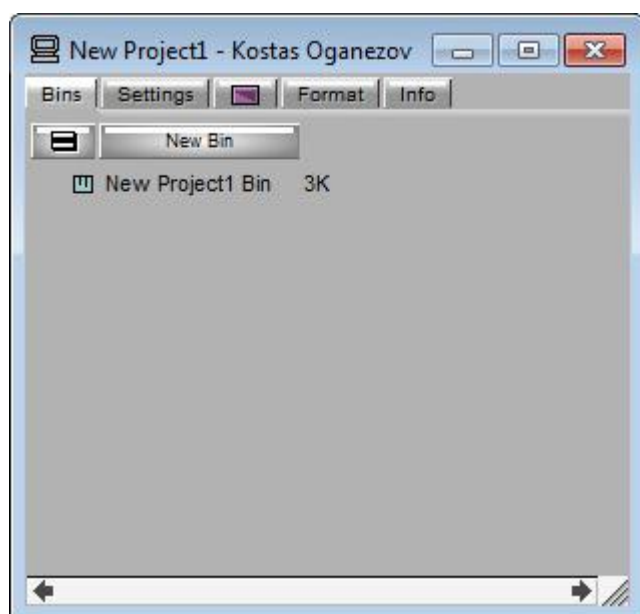 New Project1 - Kostas Oganezov
Bins Settings Format Info
New Bin
New Project1 Bin 3K